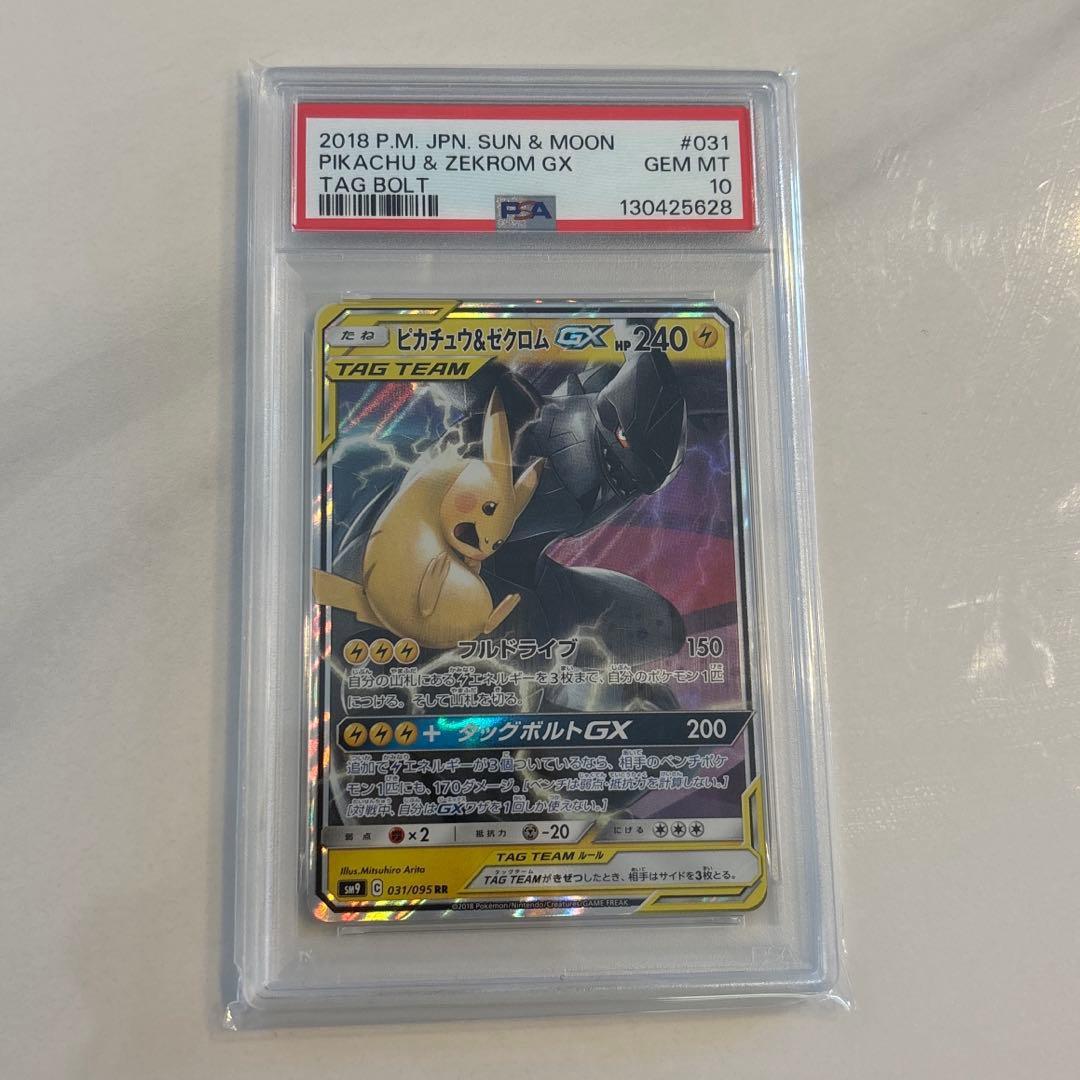 2018 P.M. JPN. SUN & MOON #031
PIKACHU & ZEKROM GX GEM MT
TAG BOLT 10
PSA 130425628
たね ピカチュウ&ゼクロムGX HP240
TAG TEAM
フルドライブ 150
自分の山札にあるエネルギーを3枚まで、自分のポケモン1匹
につける。そして山札を切る。
+ タッグボルトGX 200
追加でエネルギーが3個ついているなら、相手のベンチポケ
モン1匹にも、170ダメージ。[ベンチは弱点・抵抗力を計算しない。]
[対戦中、自分はGXワザを1回しか使えない。]
弱点 ×2 抵抗力 -20 にげる
Illus.Mitsuhiro Arita
TAG TEAM ルール
TAG TEAMがきぜつしたとき、相手はサイドを3枚とる。
SM9 C 031/095 RR
©2018 Pokémon/Nintendo/Creatures/GAME FREAK.